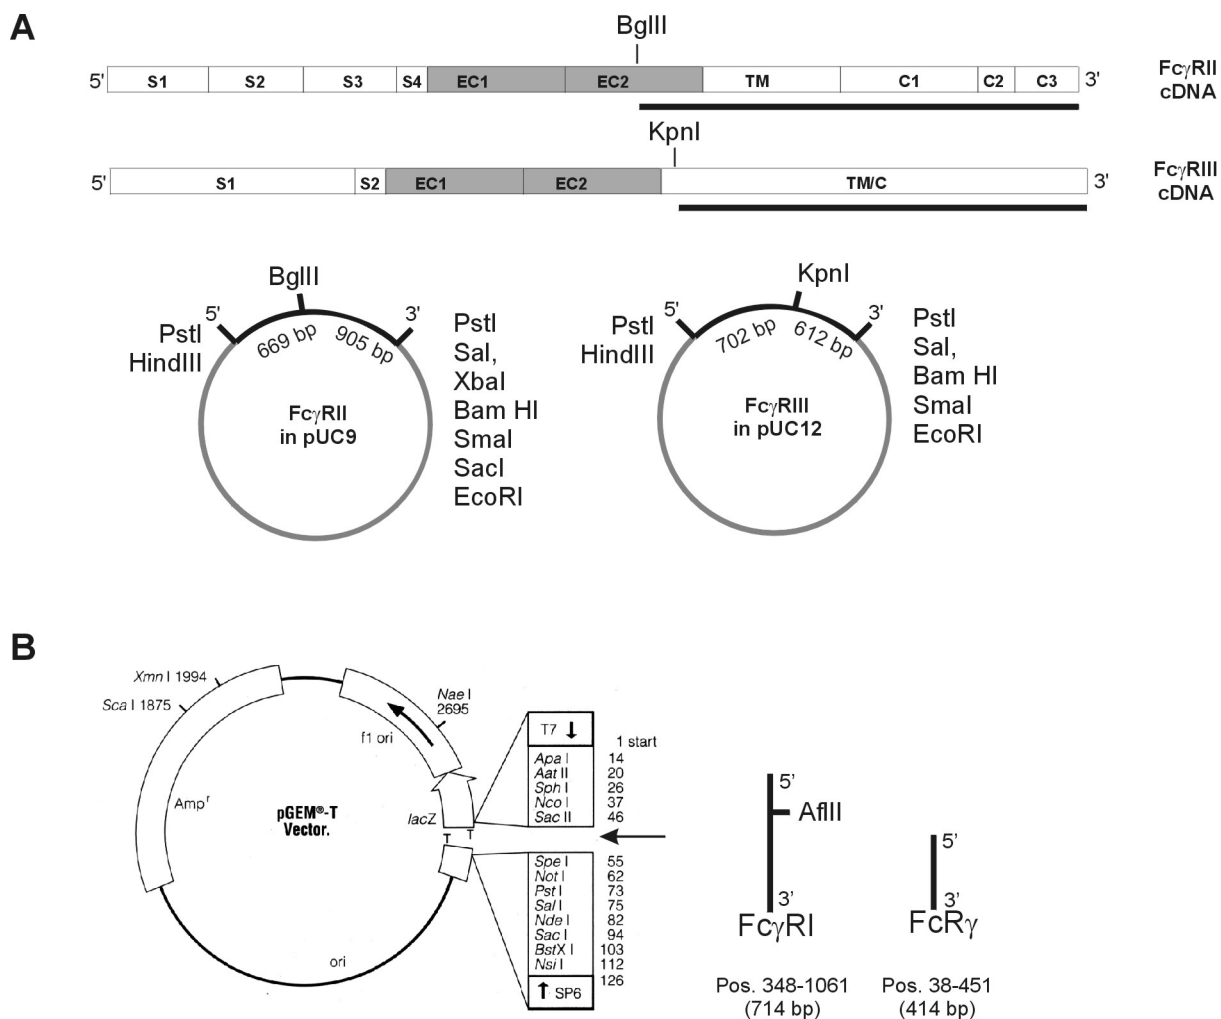 A
BglII
5' S1 S2 S3 S4 EC1 EC2 TM C1 C2 C3 3'
FcγRII
cDNA
KpnI
5' S1 S2 EC1 EC2 TM/C 3'
FcγRIII
cDNA
BglII
5'
3'
PstI
HindIII
669 bp
905 bp
FcγRII
in pUC9
PstI
Sal,
XbaI
Bam HI
SmaI
SacI
EcoRI
KpnI
5'
3'
PstI
HindIII
702 bp
612 bp
FcγRIII
in pUC12
PstI
Sal,
Bam HI
SmaI
EcoRI
B
Xmn I 1994
Sca I 1875
Nae I
2695
f1 ori
Ampr
pGEM®-T
Vector.
lacZ
T T
ori
T7 ↓
1 start
Apa I 14
Aat II 20
Sph I 26
Nco I 37
Sac II 46
Spe I 55
Not I 62
Pst I 73
Sal I 75
Nde I 82
Sac I 94
BstX I 103
Nsi I 112
126
↑ SP6
5’
AflII
3’
FcγRI
5’
3’
FcRγ
Pos. 348-1061
(714 bp)
Pos. 38-451
(414 bp)